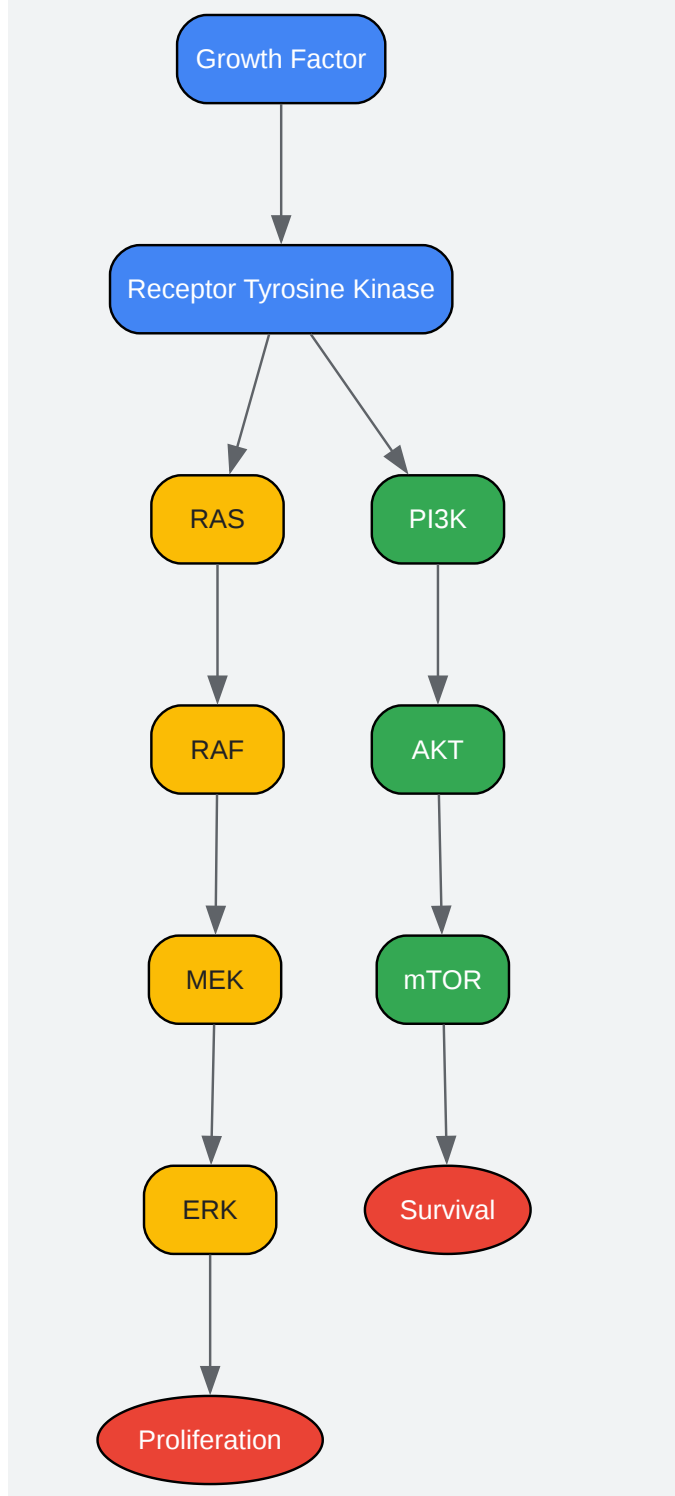 Growth Factor
Receptor Tyrosine Kinase
RAS
PI3K
RAF
AKT
MEK
mTOR
ERK
Survival
Proliferation